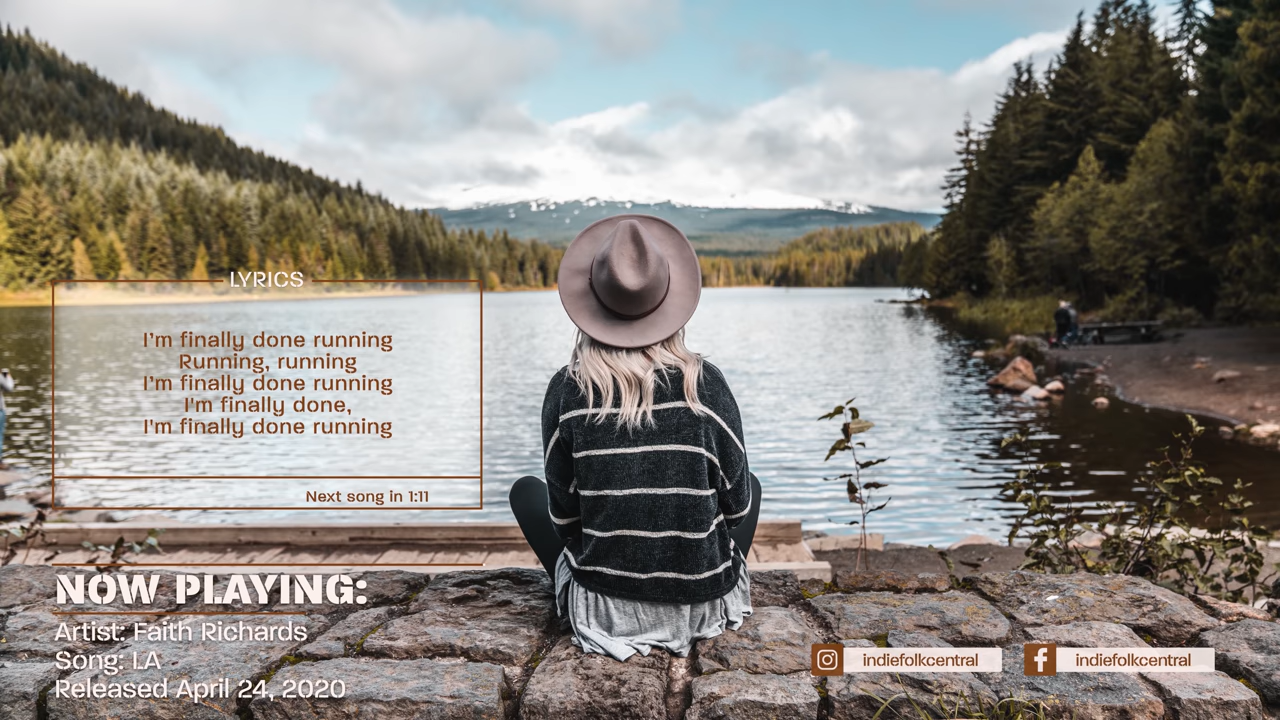 LYRICS
I'm finally done running
Running, running
I'm finally done running
I'm finally done,
I'm finally done running
Next song in 1:11
NOW PLAYING:
Artist: Faith Richards
Song: LA
Released April 24, 2020
indiefolkcentral
indiefolkcentral